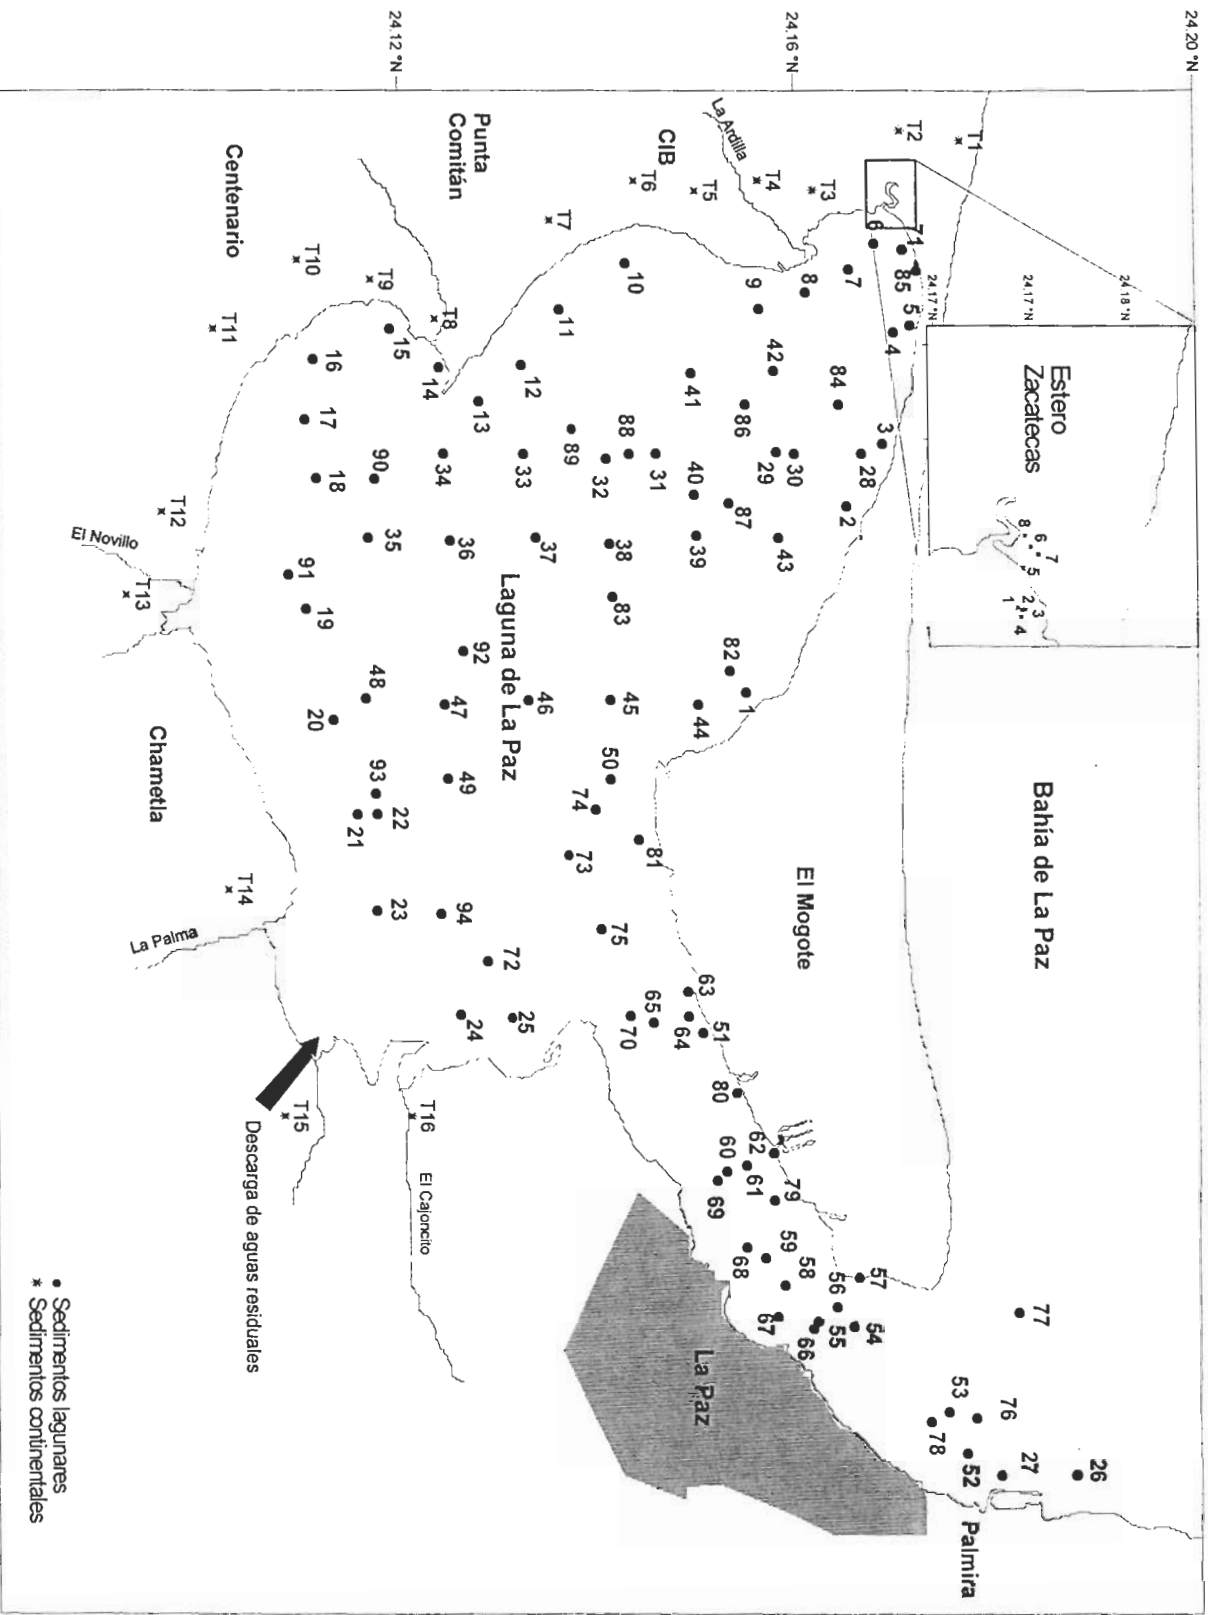 24.20 °N
24.16 °N
24.12 °N
T1
T2
La Ardilla
T3
T4
T5
CIB
T6
T7
Punta
Comitán
T8
T9
T10
T11
Centenario
T12
El Novillo
T13
Chametla
T14
La Palma
T15
T16
El Cajoncito
Descarga de aguas residuales
24.18 °N
24.17 °N
24.17 °N
Estero
Zacatecas
8
6
7
5
2
3
1
4
Bahía de La Paz
El Mogote
Laguna de La Paz
La Paz
Palmira
71
6
85
5
7
4
8
9
10
11
42
84
3
41
86
12
15
16
14
13
17
28
30
29
31
88
89
32
33
34
90
18
2
87
40
43
39
38
37
36
35
91
19
83
82
1
92
44
45
46
47
48
20
50
49
74
93
22
21
81
73
75
94
23
72
63
51
64
65
70
25
24
80
62
79
61
60
69
59
58
68
57
56
54
55
67
66
77
53
76
78
52
27
26
• Sedimentos lagunares
* Sedimentos continentales